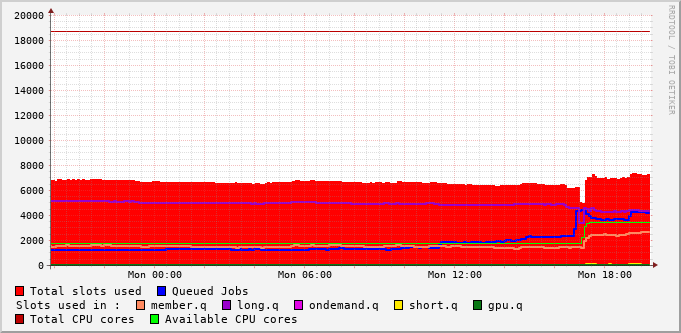 20000
18000
16000
14000
12000
10000
8000
6000
4000
2000
0
Mon 00:00 Mon 06:00 Mon 12:00 Mon 18:00
RRDTOOL / TOBI OETIKER
Total slots used Queued Jobs
Slots used in : member.q long.q ondemand.q short.q gpu.q
Total CPU cores Available CPU cores